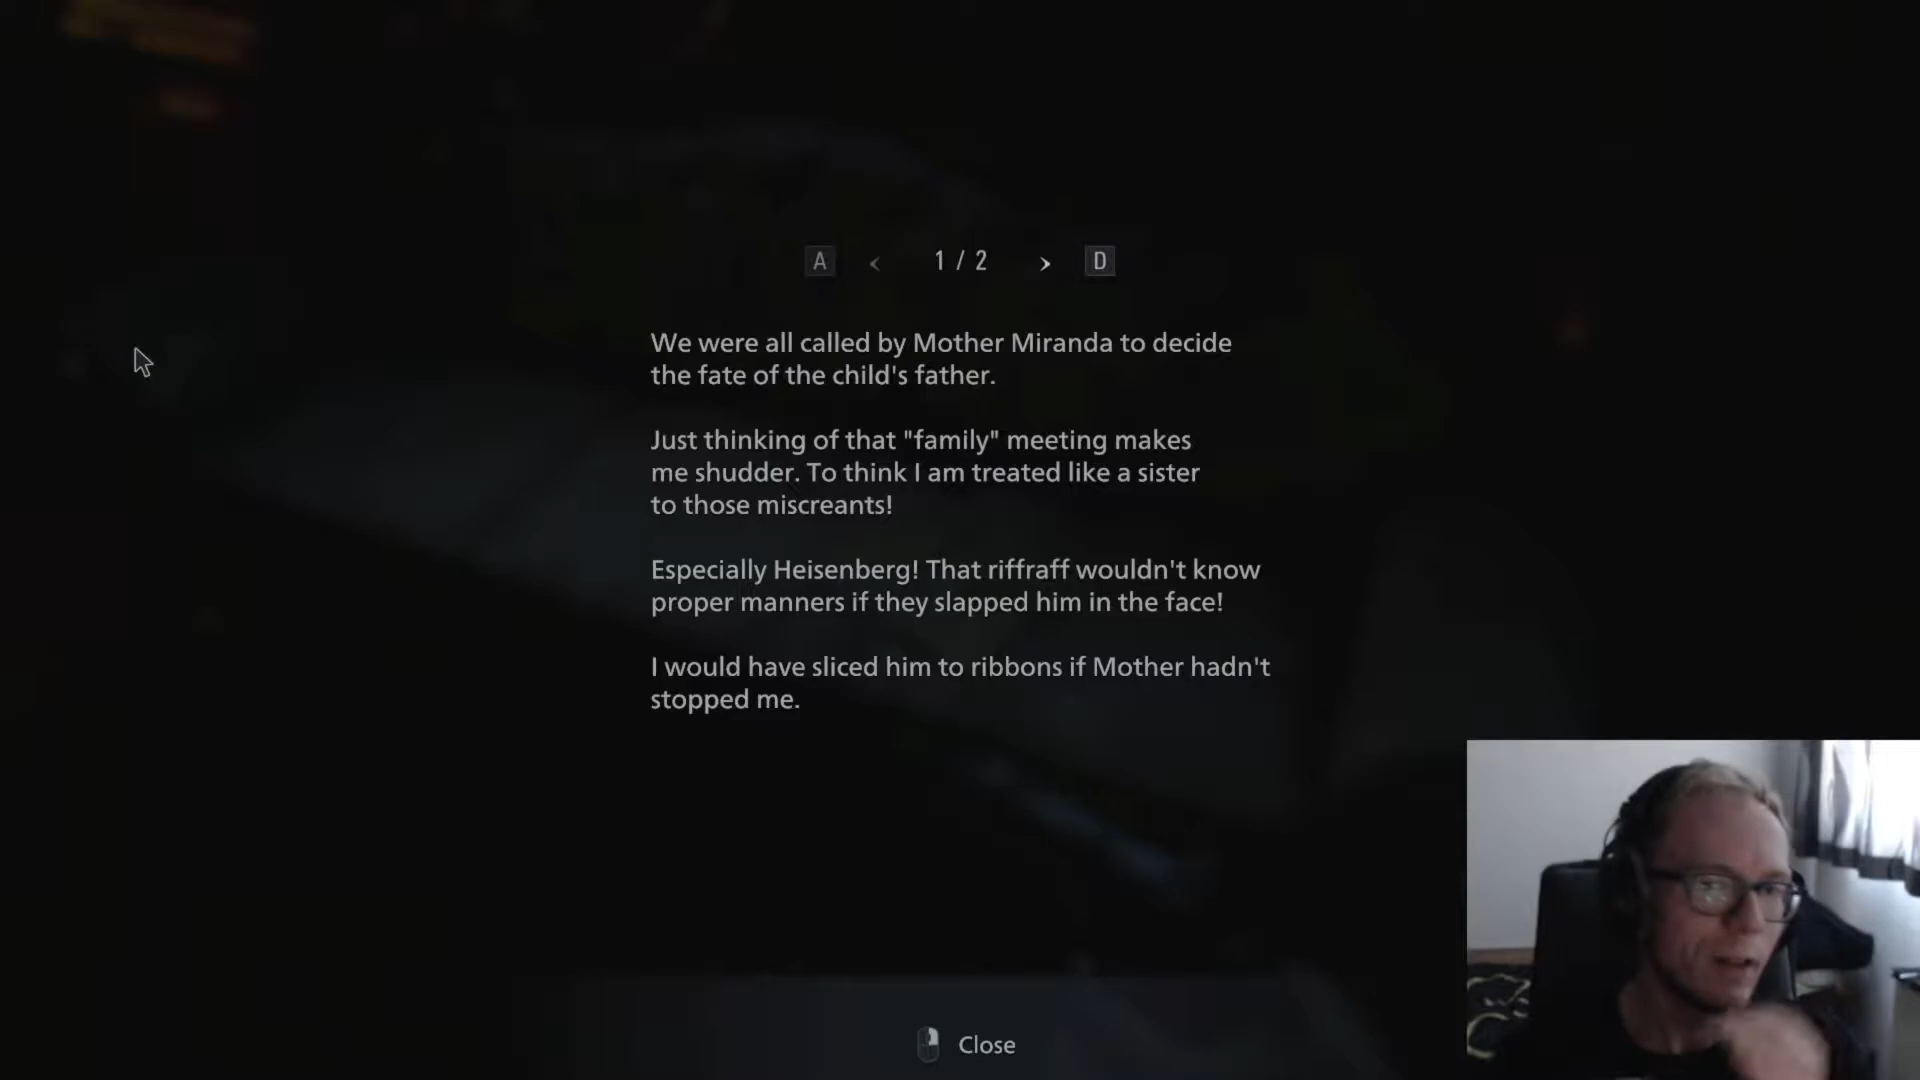 A < 1 / 2 > D
We were all called by Mother Miranda to decide
the fate of the child's father.
Just thinking of that "family" meeting makes
me shudder. To think I am treated like a sister
to those miscreants!
Especially Heisenberg! That riffraff wouldn't know
proper manners if they slapped him in the face!
I would have sliced him to ribbons if Mother hadn't
stopped me.
Close